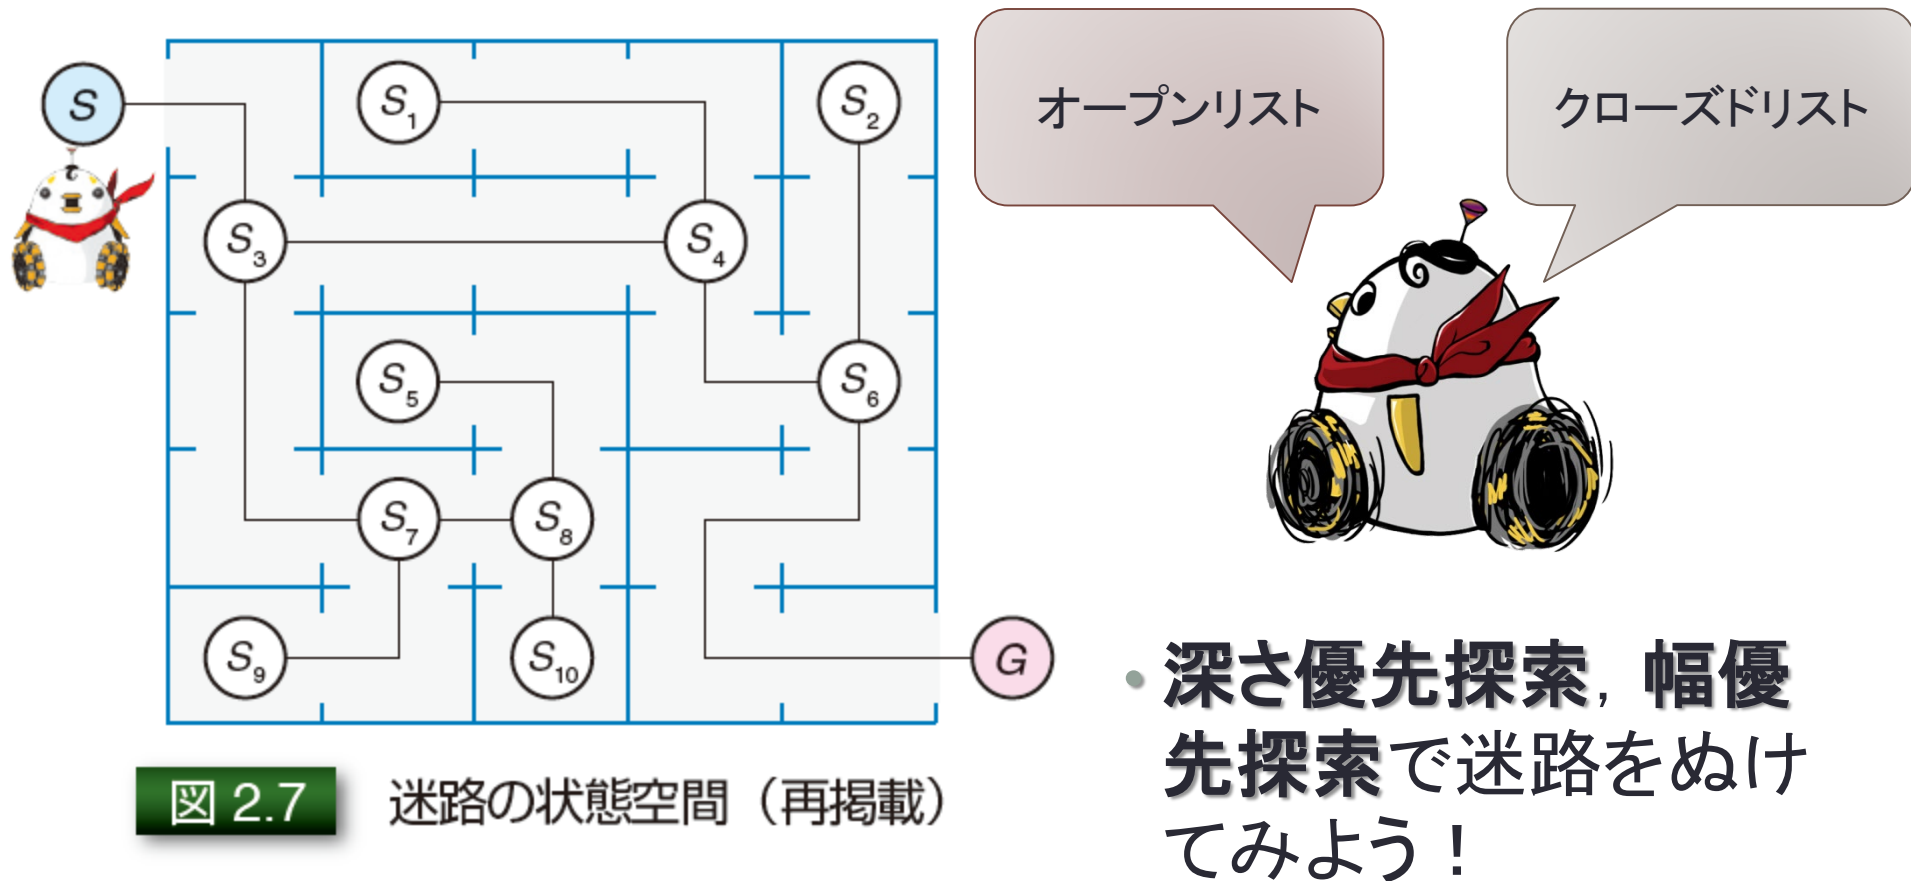 S
S1
S2
S3
S4
S5
S6
S7
S8
S9
S10
G
図 2.7 迷路の状態空間（再掲載）
オープンリスト
クローズドリスト
• 深さ優先探索，幅優
先探索で迷路をぬけ
てみよう！